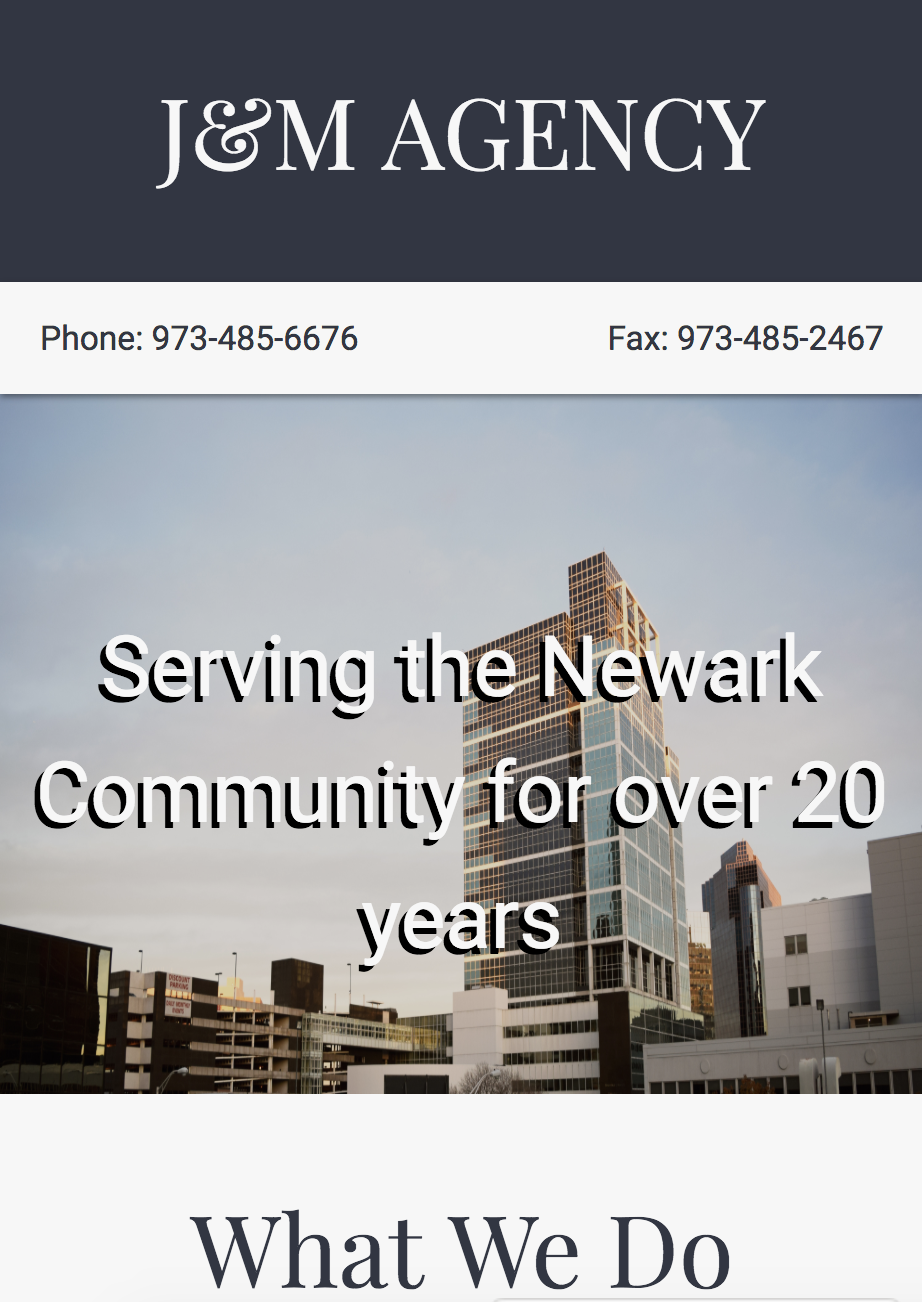 J&M AGENCY
Phone: 973-485-6676
Fax: 973-485-2467
Serving the Newark
Community for over 20
years
DISCOUNT
PARKING
What We Do